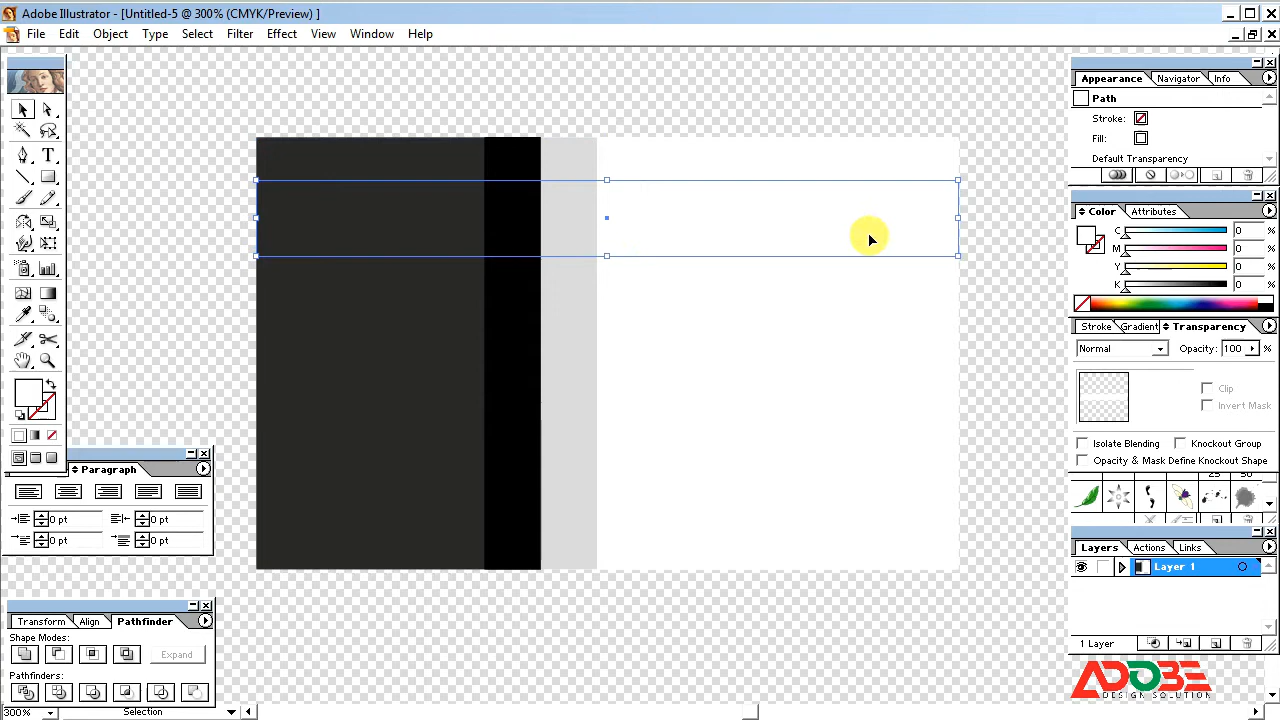 Adobe Illustrator - [Untitled-5 @ 300% (CMYK/Preview) ]
File Edit Object Type Select Filter Effect View Window Help
Appearance Navigator Info
Path
Stroke:
Fill:
Default Transparency
Color Attributes
C 0 %
M 0 %
Y 0 %
K 0 %
Stroke Gradient Transparency
Normal Opacity: 100 %
Clip
Invert Mask
Isolate Blending Knockout Group
Opacity & Mask Define Knockout Shape
25 50
Layers Actions Links
Layer 1
1 Layer
T
Paragraph
0 pt 0 pt
0 pt 0 pt
Transform Align Pathfinder
Shape Modes:
Expand
Pathfinders:
300% Selection
ADOBE
DESIGN SOLUTION